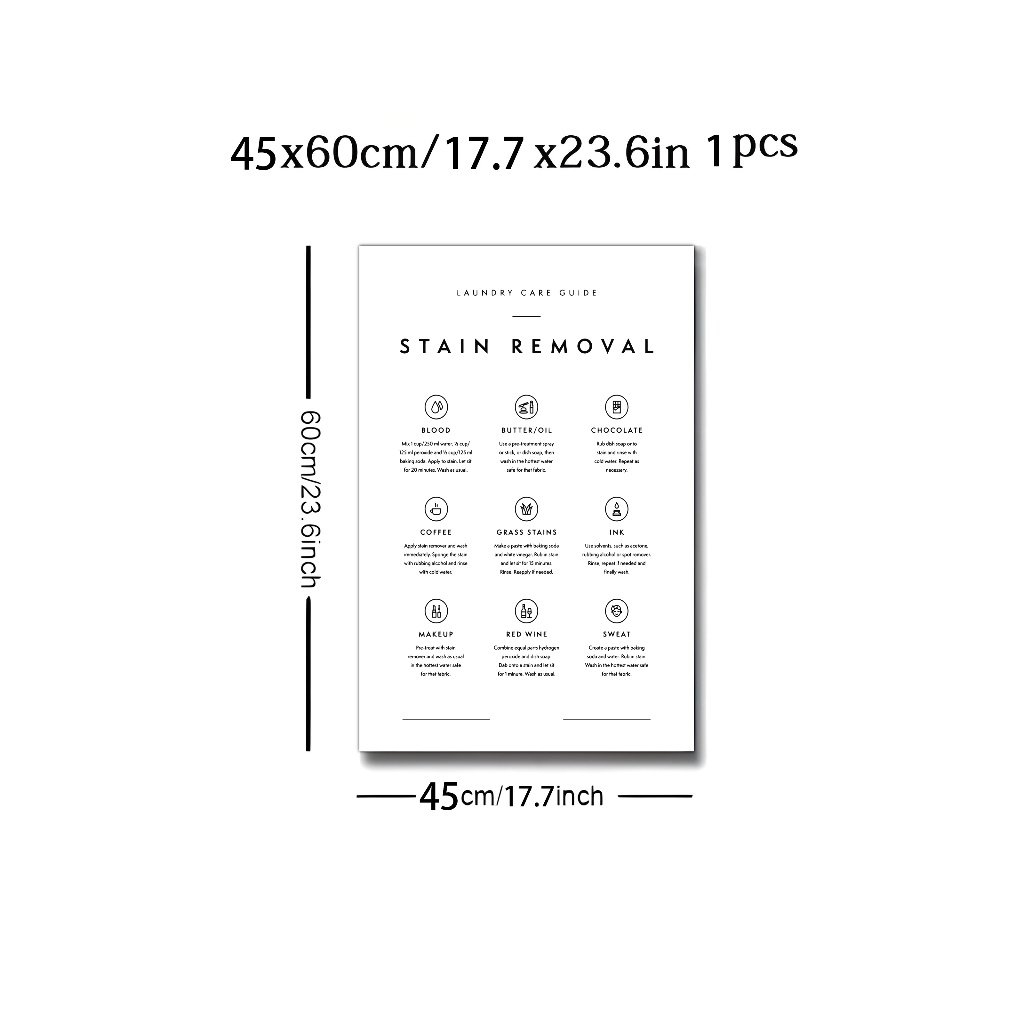 45x60cm/17.7 x23.6in 1pcs
60cm/23.6inch
LAUNDRY CARE GUIDE
STAIN REMOVAL
BLOOD
Mix 1 cup/250 ml water, ½ cup/
125 ml peroxide and ½ cup/125 ml
baking soda. Apply to stain. Let sit
for 20 minutes. Wash as usual.
BUTTER/OIL
Use a pre-treatment spray
or stick, or dish soap, then
wash in the hottest water
safe for that fabric.
CHOCOLATE
Rub dish soap onto
stain and rinse with
cold water. Repeat as
necessary.
COFFEE
Apply stain remover and wash
immediately. Sponge the stain
with rubbing alcohol and rinse
with cold water.
GRASS STAINS
Make a paste with baking soda
and white vinegar. Rub in stain
and let sit for 15 minutes.
Rinse. Reapply if needed.
INK
Use solvents, such as acetone,
rubbing alcohol or spot remover.
Rinse, repeat if needed and
finally wash.
MAKEUP
Pre-treat with stain
remover and wash as usual
in the hottest water safe
for that fabric.
RED WINE
Combine equal parts hydrogen
peroxide and dish soap.
Dab onto a stain and let sit
for 1 minute. Wash as usual.
SWEAT
Create a paste with baking
soda and water. Rub in stain.
Wash in the hottest water safe
for that fabric.
45cm/17.7inch